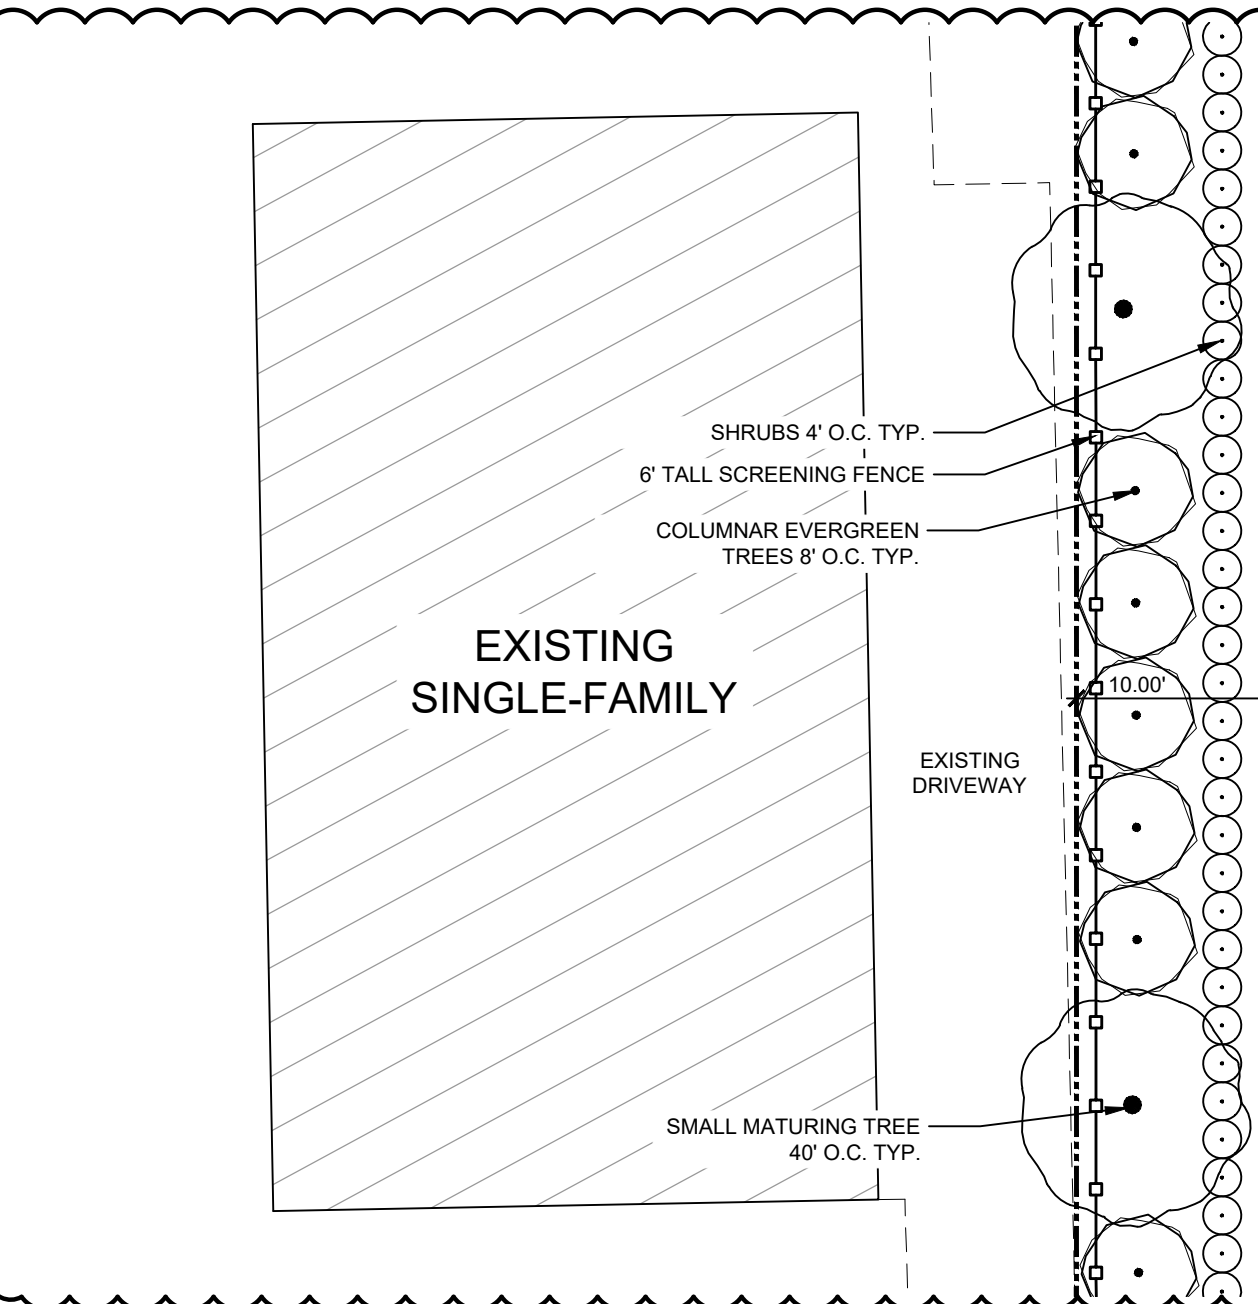 SHRUBS 4' O.C. TYP.
6' TALL SCREENING FENCE
COLUMNAR EVERGREEN
TREES 8' O.C. TYP.
EXISTING
SINGLE-FAMILY
10.00'
EXISTING
DRIVEWAY
SMALL MATURING TREE
40' O.C. TYP.